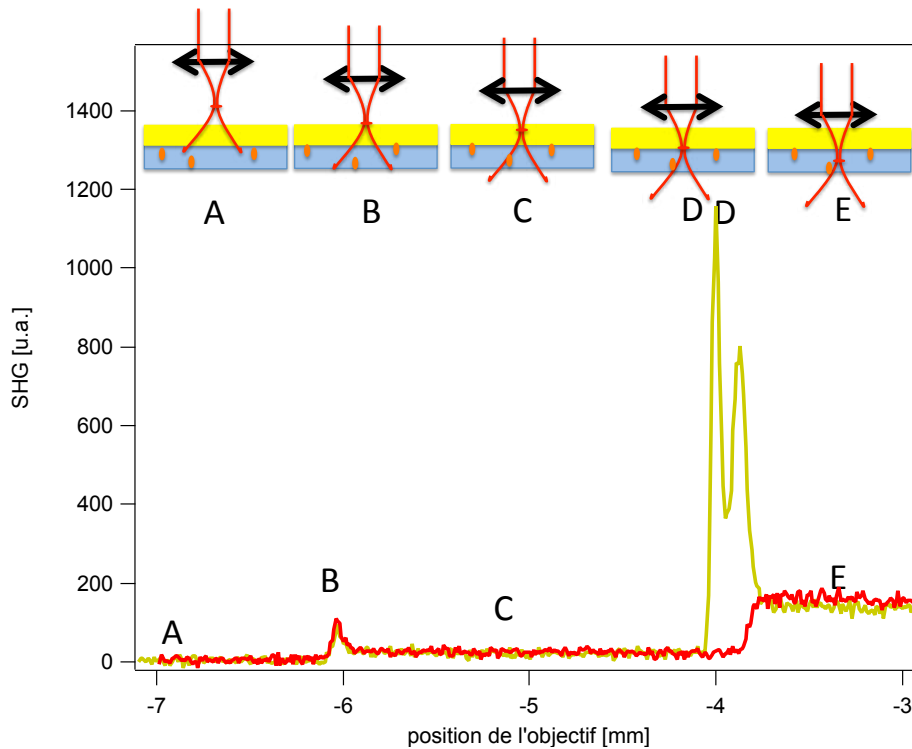 A
B
C
D
D
E
1400
1200
1000
800
600
400
200
0
SHG [u.a.]
A
B
C
E
-7
-6
-5
-4
-3
position de l'objectif [mm]